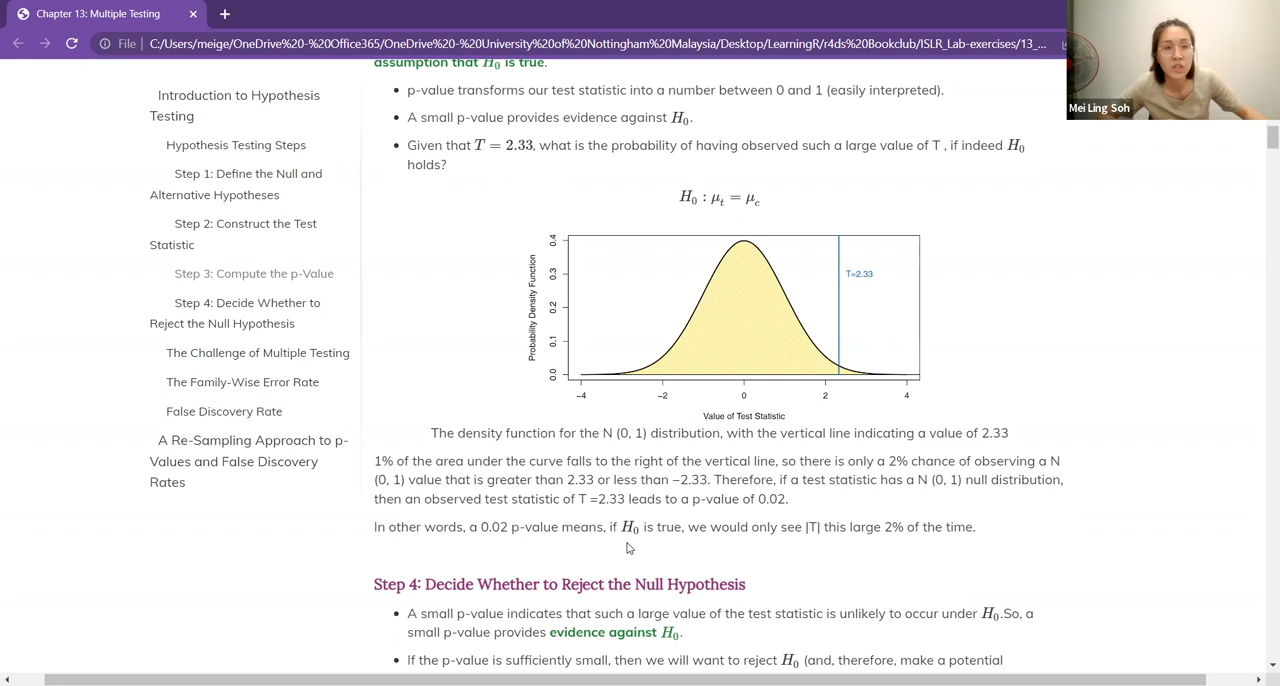 Chapter 13: Multiple Testing
File C:/Users/meige/OneDrive%20-%20Office365/OneDrive%20-%20University%20of%20Nottingham%20Malaysia/Desktop/LearningR/r4ds%20Bookclub/ISLR_Lab-exercises/13_...
Mei Ling Soh
Introduction to Hypothesis
Testing
Hypothesis Testing Steps
Step 1: Define the Null and
Alternative Hypotheses
Step 2: Construct the Test
Statistic
Step 3: Compute the p-Value
Step 4: Decide Whether to
Reject the Null Hypothesis
The Challenge of Multiple Testing
The Family-Wise Error Rate
False Discovery Rate
A Re-Sampling Approach to p-
Values and False Discovery
Rates
assumption that H₀ is true.
• p-value transforms our test statistic into a number between 0 and 1 (easily interpreted).
• A small p-value provides evidence against H₀.
• Given that T = 2.33, what is the probability of having observed such a large value of T , if indeed H₀
holds?
H₀ : μₜ = μ_c
Probability Density Function
0.4
0.3
0.2
0.1
0.0
T=2.33
−4 −2 0 2 4
Value of Test Statistic
The density function for the N (0, 1) distribution, with the vertical line indicating a value of 2.33
1% of the area under the curve falls to the right of the vertical line, so there is only a 2% chance of observing a N
(0, 1) value that is greater than 2.33 or less than −2.33. Therefore, if a test statistic has a N (0, 1) null distribution,
then an observed test statistic of T =2.33 leads to a p-value of 0.02.
In other words, a 0.02 p-value means, if H₀ is true, we would only see |T| this large 2% of the time.
Step 4: Decide Whether to Reject the Null Hypothesis
• A small p-value indicates that such a large value of the test statistic is unlikely to occur under H₀.So, a
small p-value provides evidence against H₀.
• If the p-value is sufficiently small, then we will want to reject H₀ (and, therefore, make a potential